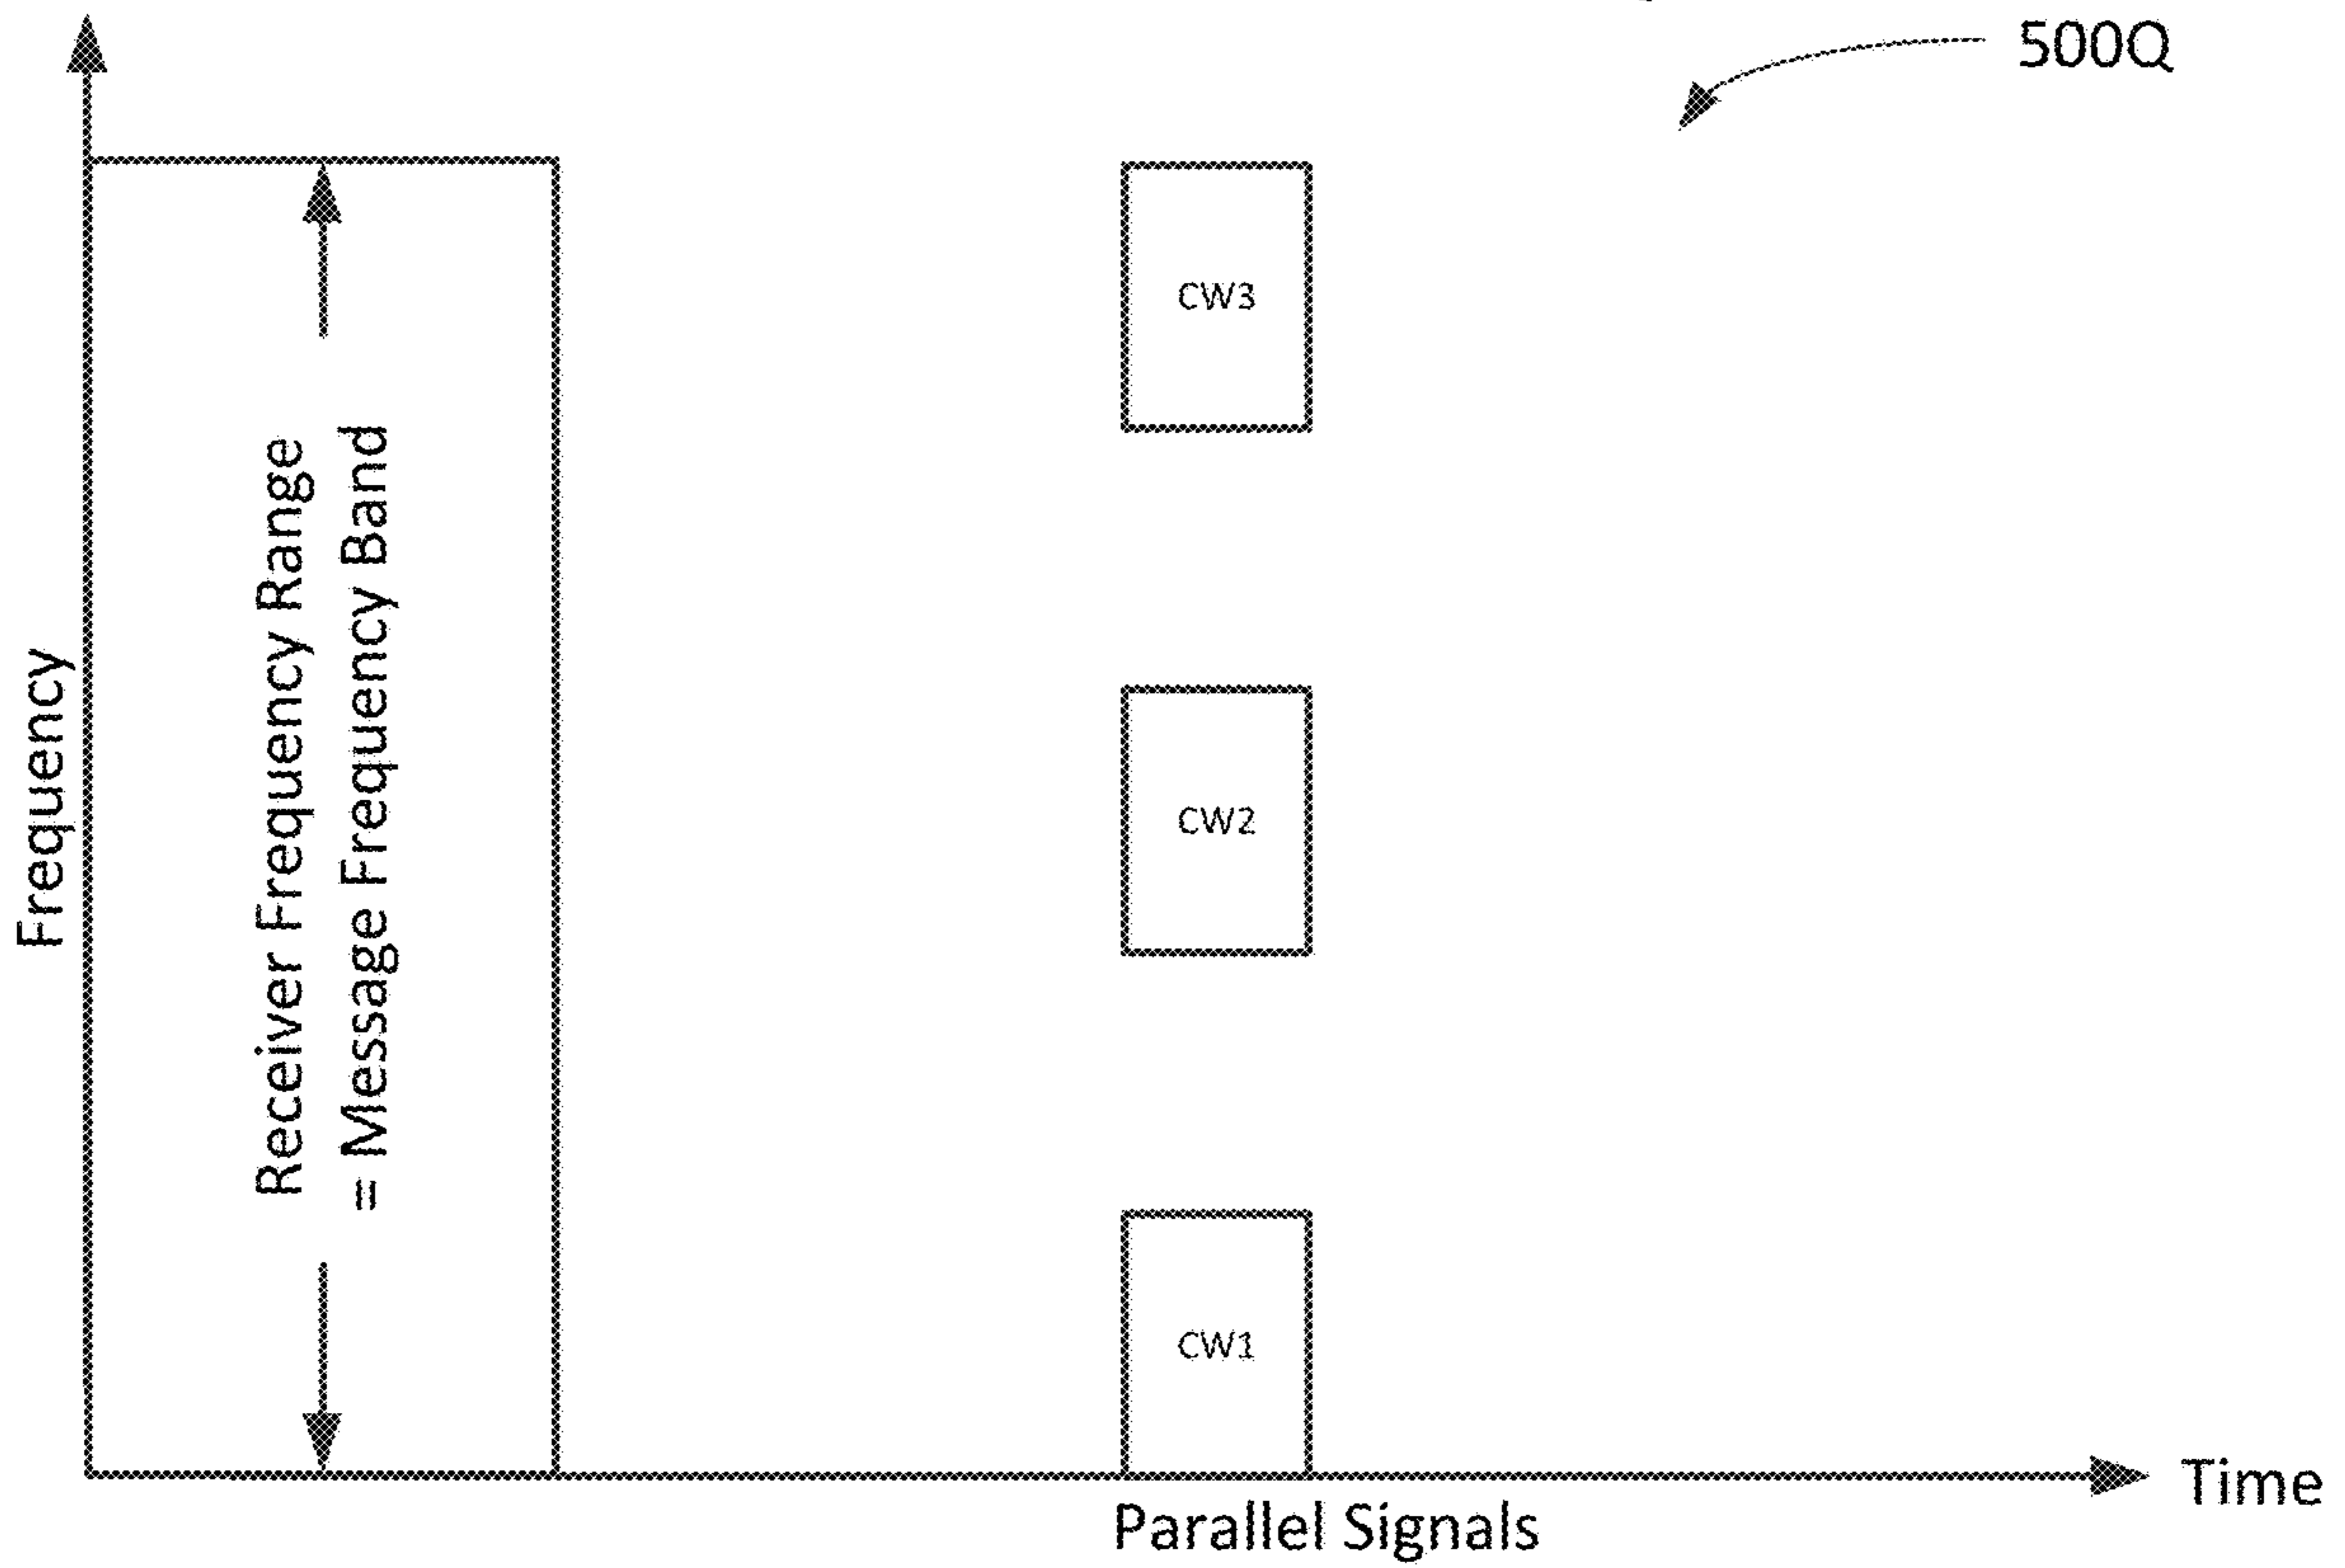 500Q
Frequency
Receiver Frequency Range
= Message Frequency Band
CW3
CW2
CW1
Time
Parallel Signals